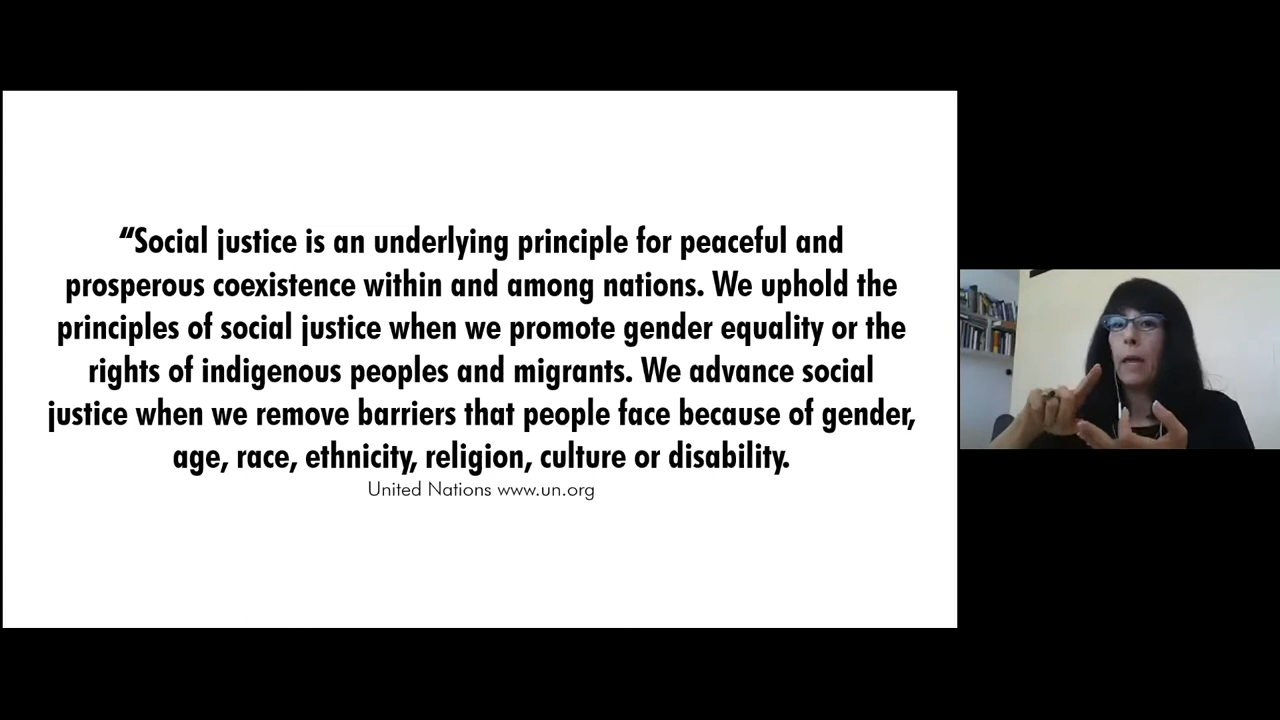 “Social justice is an underlying principle for peaceful and
prosperous coexistence within and among nations. We uphold the
principles of social justice when we promote gender equality or the
rights of indigenous peoples and migrants. We advance social
justice when we remove barriers that people face because of gender,
age, race, ethnicity, religion, culture or disability.
United Nations www.un.org